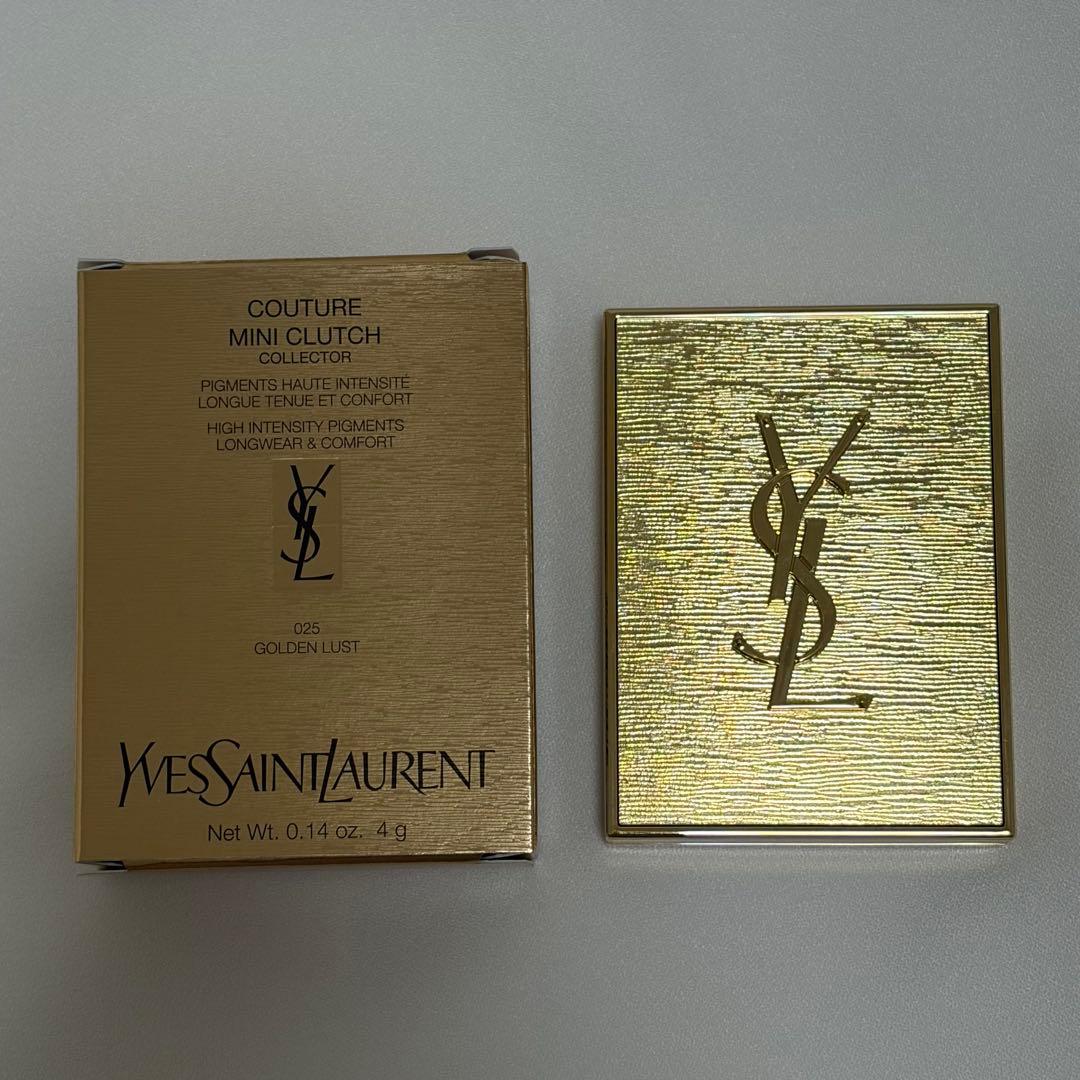 COUTURE
MINI CLUTCH
COLLECTOR
PIGMENTS HAUTE INTENSITÉ
LONGUE TENUE ET CONFORT
HIGH INTENSITY PIGMENTS
LONGWEAR & COMFORT
YSL
025
GOLDEN LUST
YVESSAINTLAURENT
Net Wt. 0.14 oz. 4 g
YSL